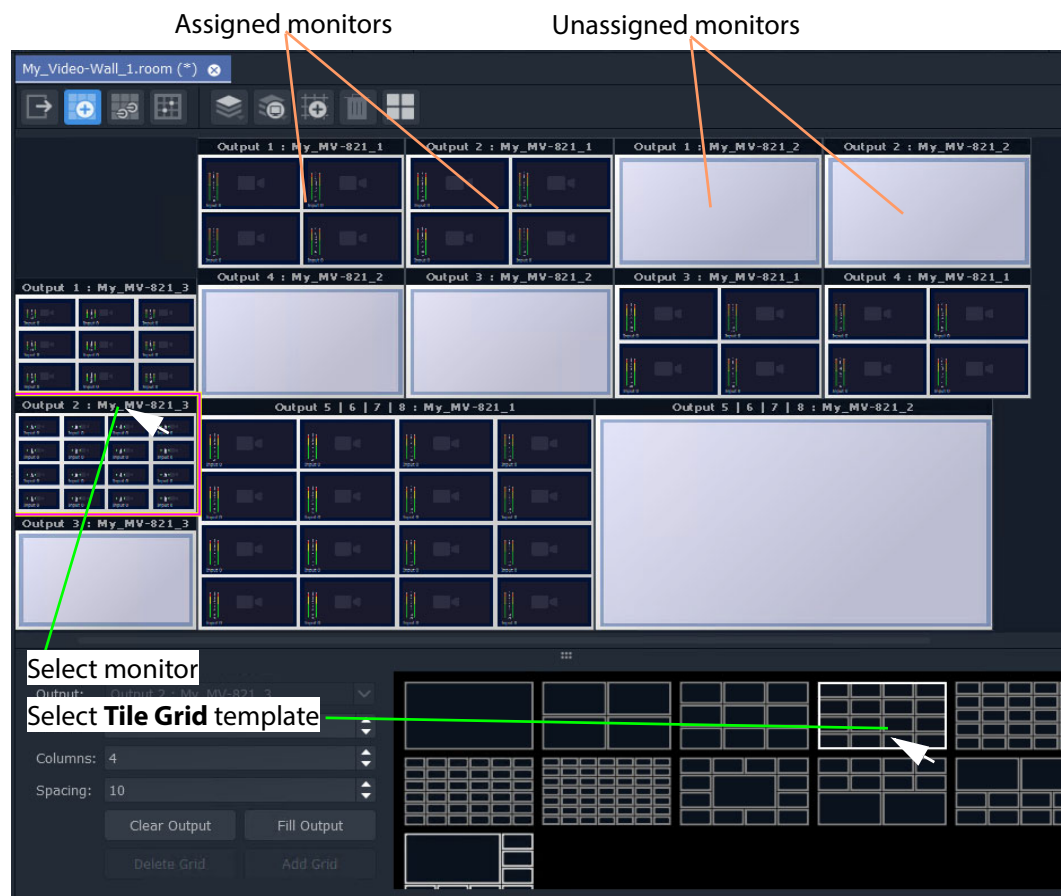 Assigned monitors
Unassigned monitors
My_Video-Wall_1.room (*)
Output 1 : My_MV-821_1
Output 2 : My_MV-821_1
Output 1 : My_MV-821_2
Output 2 : My_MV-821_2
Output 4 : My_MV-821_2
Output 3 : My_MV-821_2
Output 3 : My_MV-821_1
Output 4 : My_MV-821_1
Output 1 : My_MV-821_3
Output 2 : My_MV-821_3
Output 5 | 6 | 7 | 8 : My_MV-821_1
Output 5 | 6 | 7 | 8 : My_MV-821_2
Output 3 : My_MV-821_3
Select monitor
Output: Output 2 : My_MV-821_3
Select Tile Grid template
Columns: 4
Spacing: 10
Clear Output
Fill Output
Delete Grid
Add Grid